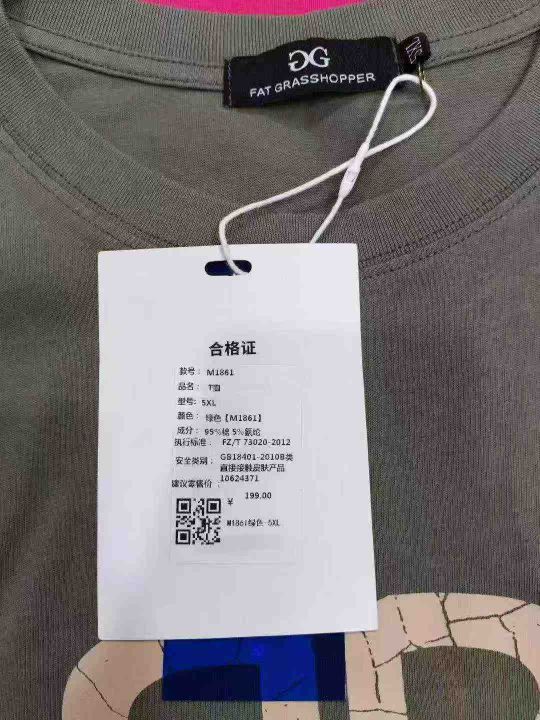 GG
FAT GRASSHOPPER
合格证
款号： M1861
品名： T恤
型号: 5XL
颜色： 绿色【M1861】
成分： 95%棉 5%氨纶
执行标准： FZ/T 73020-2012
安全类别： GB18401-2010B类
直接接触皮肤产品
10624371
建议零售价：
￥ 199.00
M1861绿色-5XL